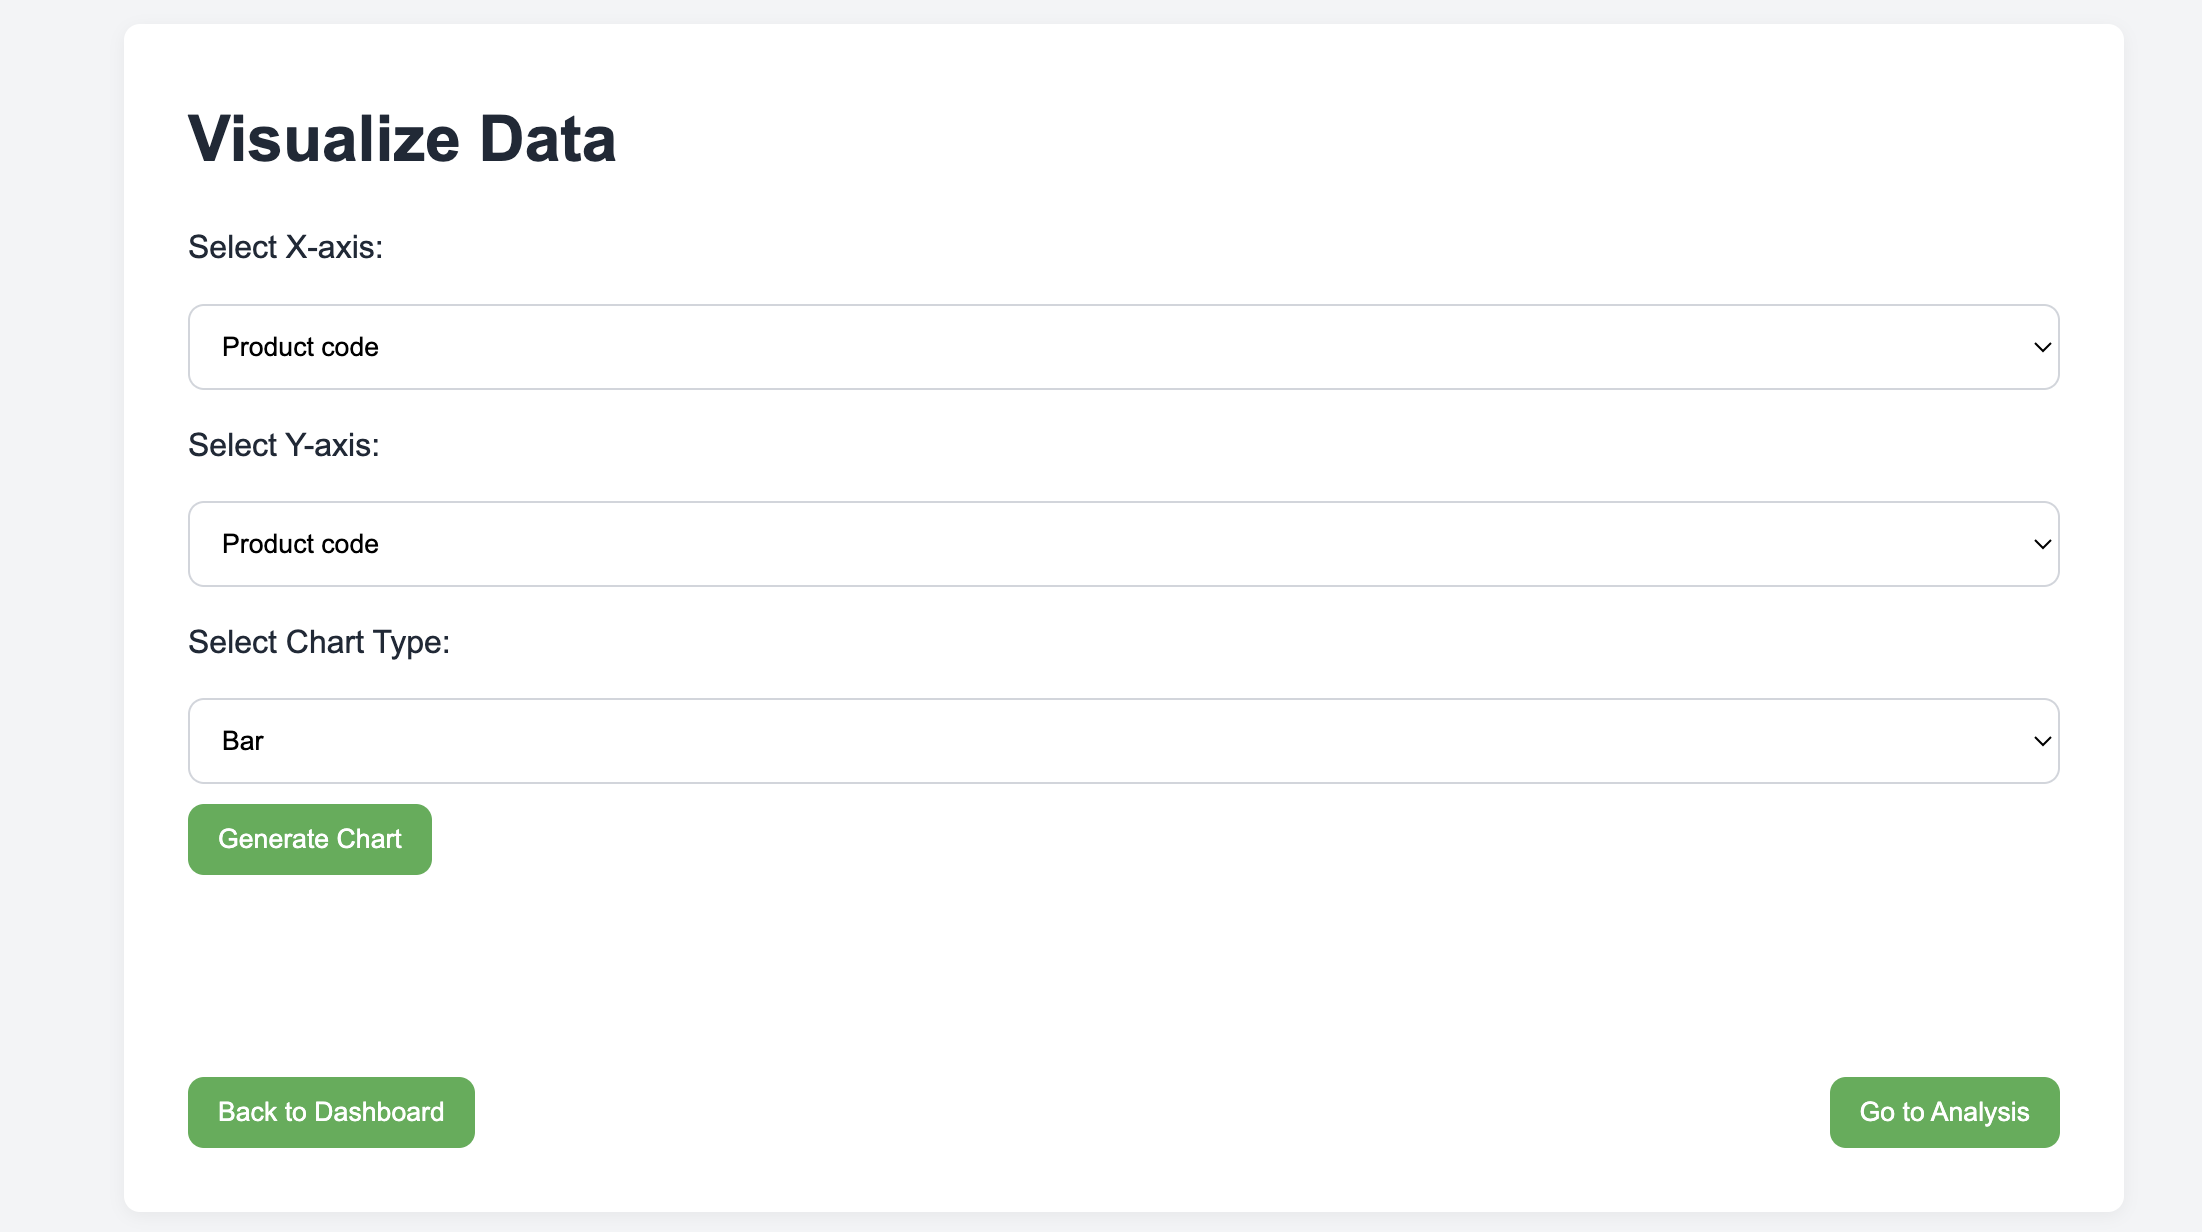 Visualize Data
Select X-axis:
Product code
Select Y-axis:
Product code
Select Chart Type:
Bar
Generate Chart
Back to Dashboard
Go to Analysis